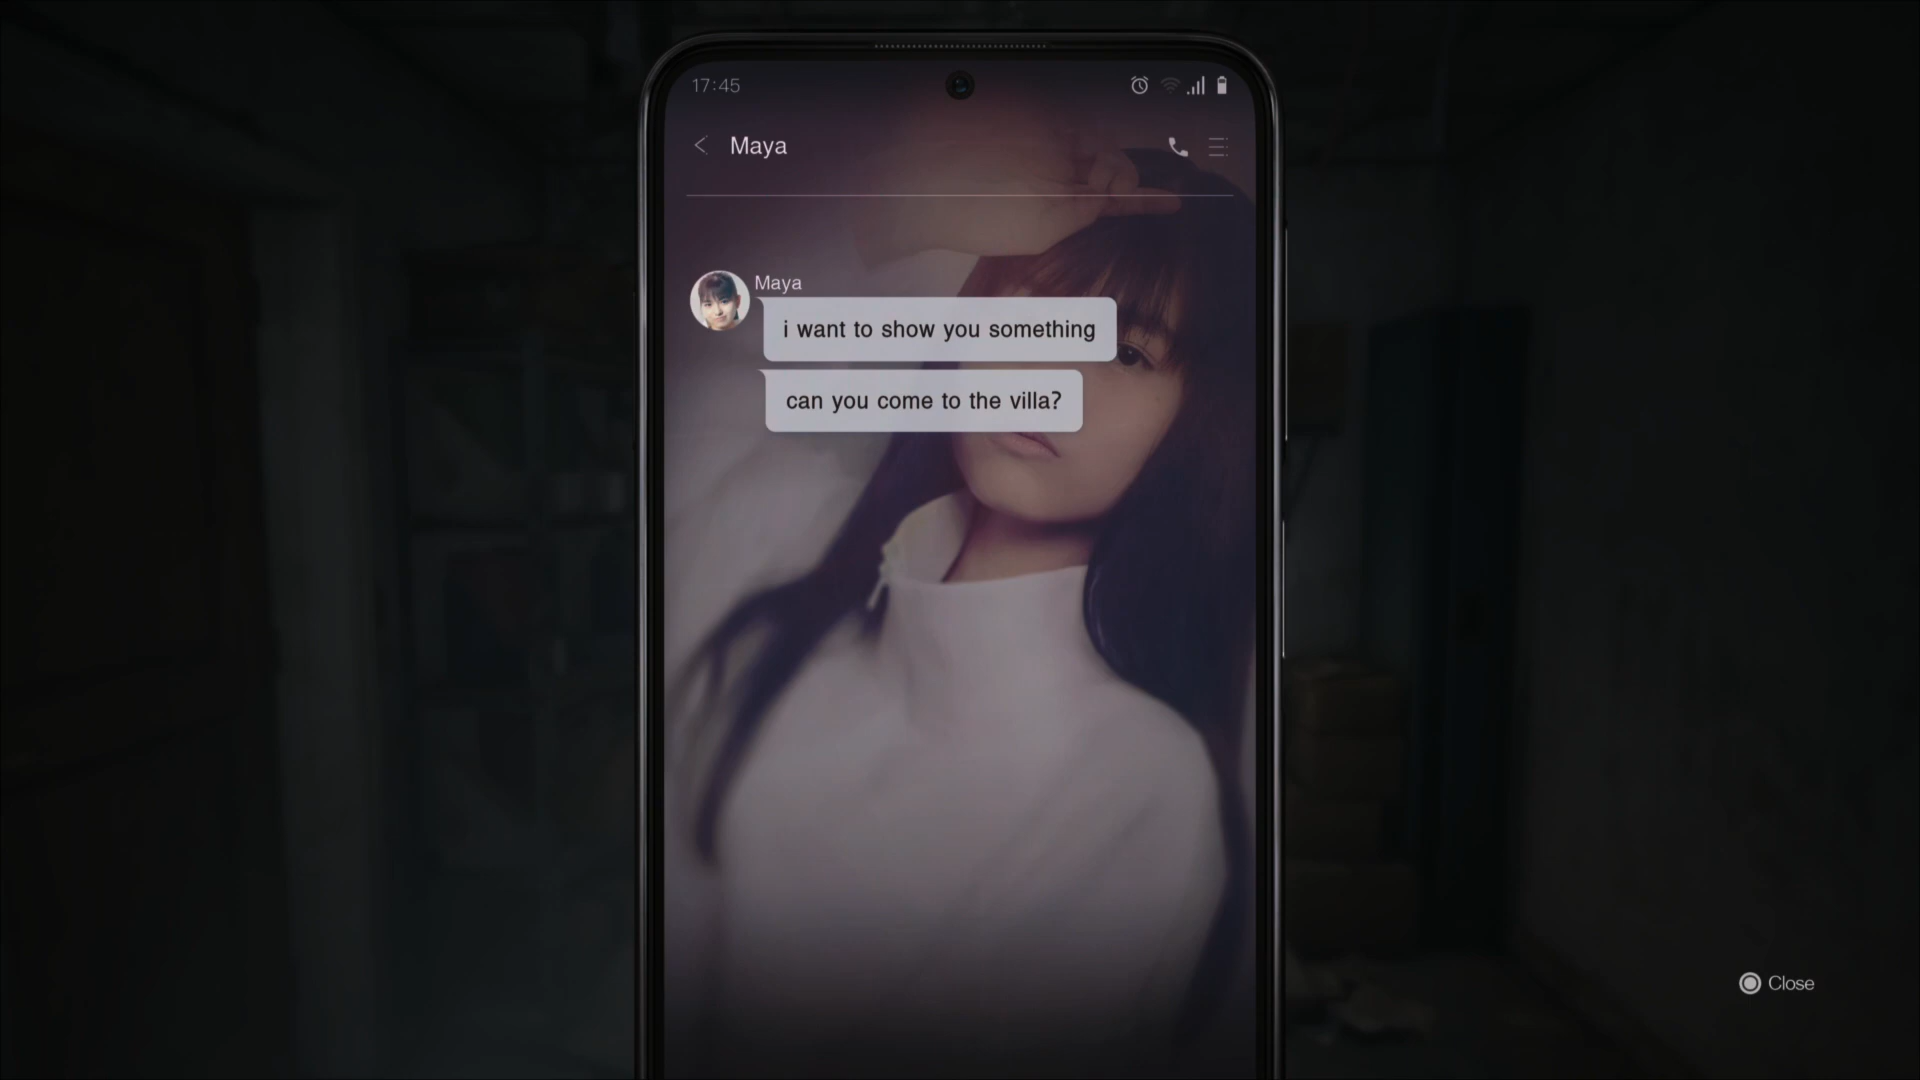 17:45
Maya
Maya
i want to show you something
can you come to the villa?
Close